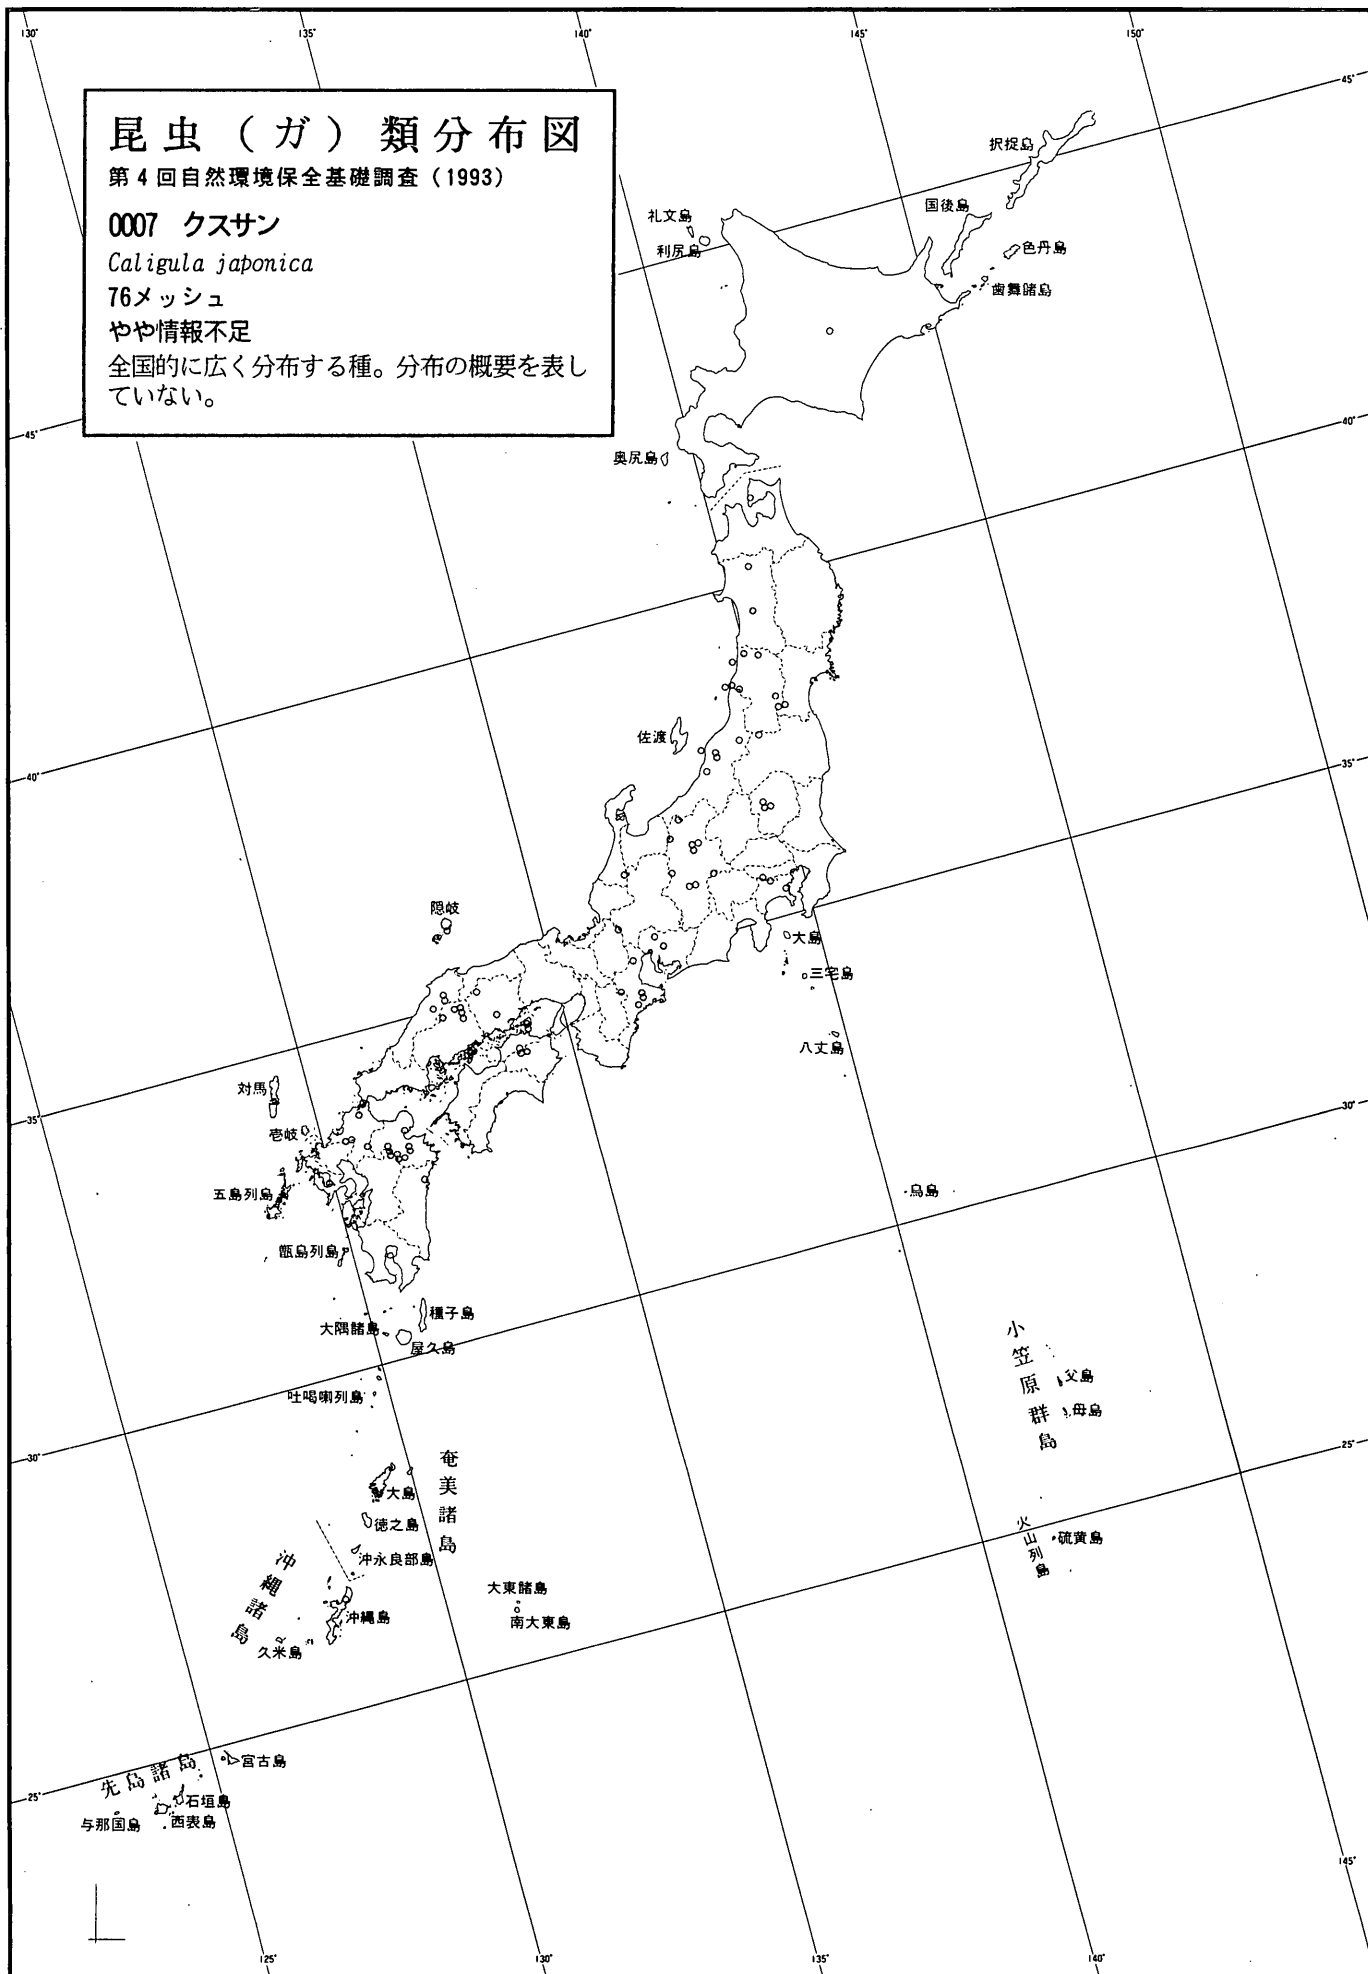 130°
135°
140°
145°
150°
昆虫（ガ）類分布図
第4回自然環境保全基礎調査（1993）
0007 クスサン
Caligula japonica
76メッシュ
やや情報不足
全国的に広く分布する種。分布の概要を表し
ていない。
45°
択捉島
国後島
礼文島
利尻島
色丹島
歯舞諸島
45°
40°
奥尻島
佐渡
40°
35°
隠岐
大島
三宅島
八丈島
対馬
35°
壱岐
30°
五島列島
鳥島
甑島列島
種子島
大隅諸島
屋久島
小笠原群島
父島
吐喝喇列島
母島
30°
25°
奄美諸島
大島
徳之島
火山列島
硫黄島
沖永良部島
沖縄諸島
大東諸島
沖縄島
南大東島
久米島
先島諸島
宮古島
25°
石垣島
与那国島
西表島
145°
125°
130°
135°
140°